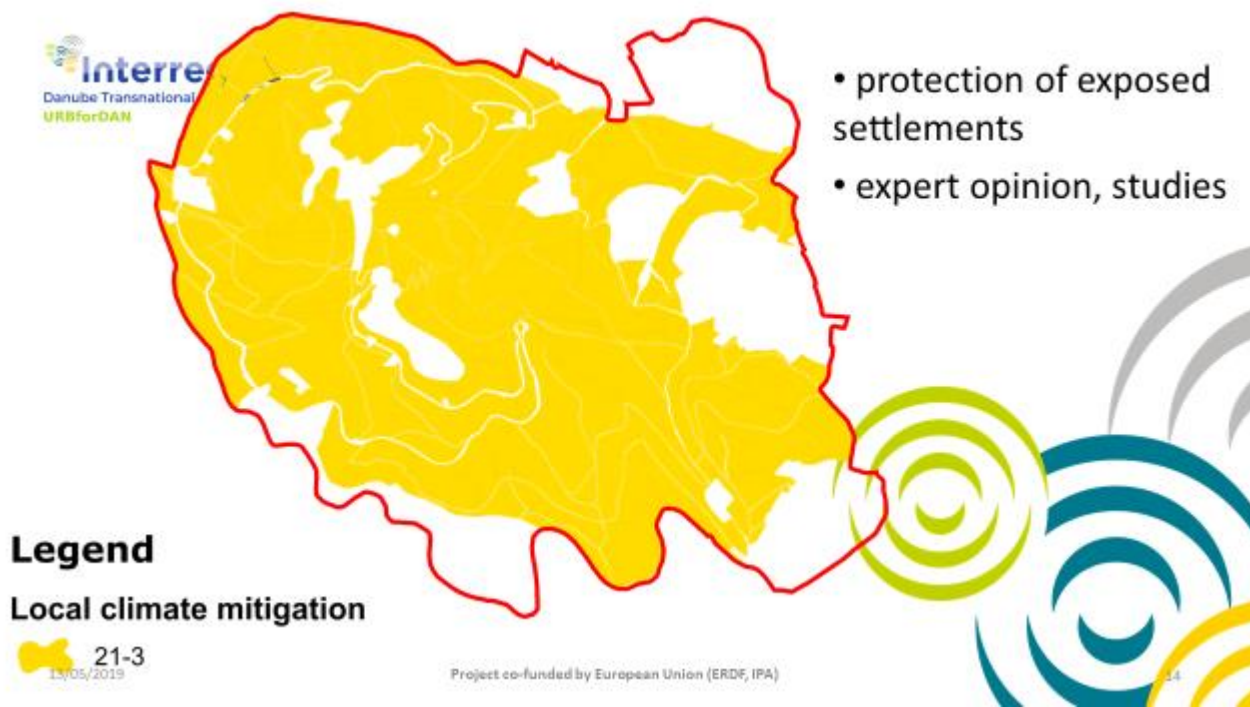 Interre
Danube Transnational
URBforDAN
• protection of exposed
settlements
• expert opinion, studies
Legend
Local climate mitigation
21-3
13/05/2019
Project co-funded by European Union (ERDF, IPA)
14